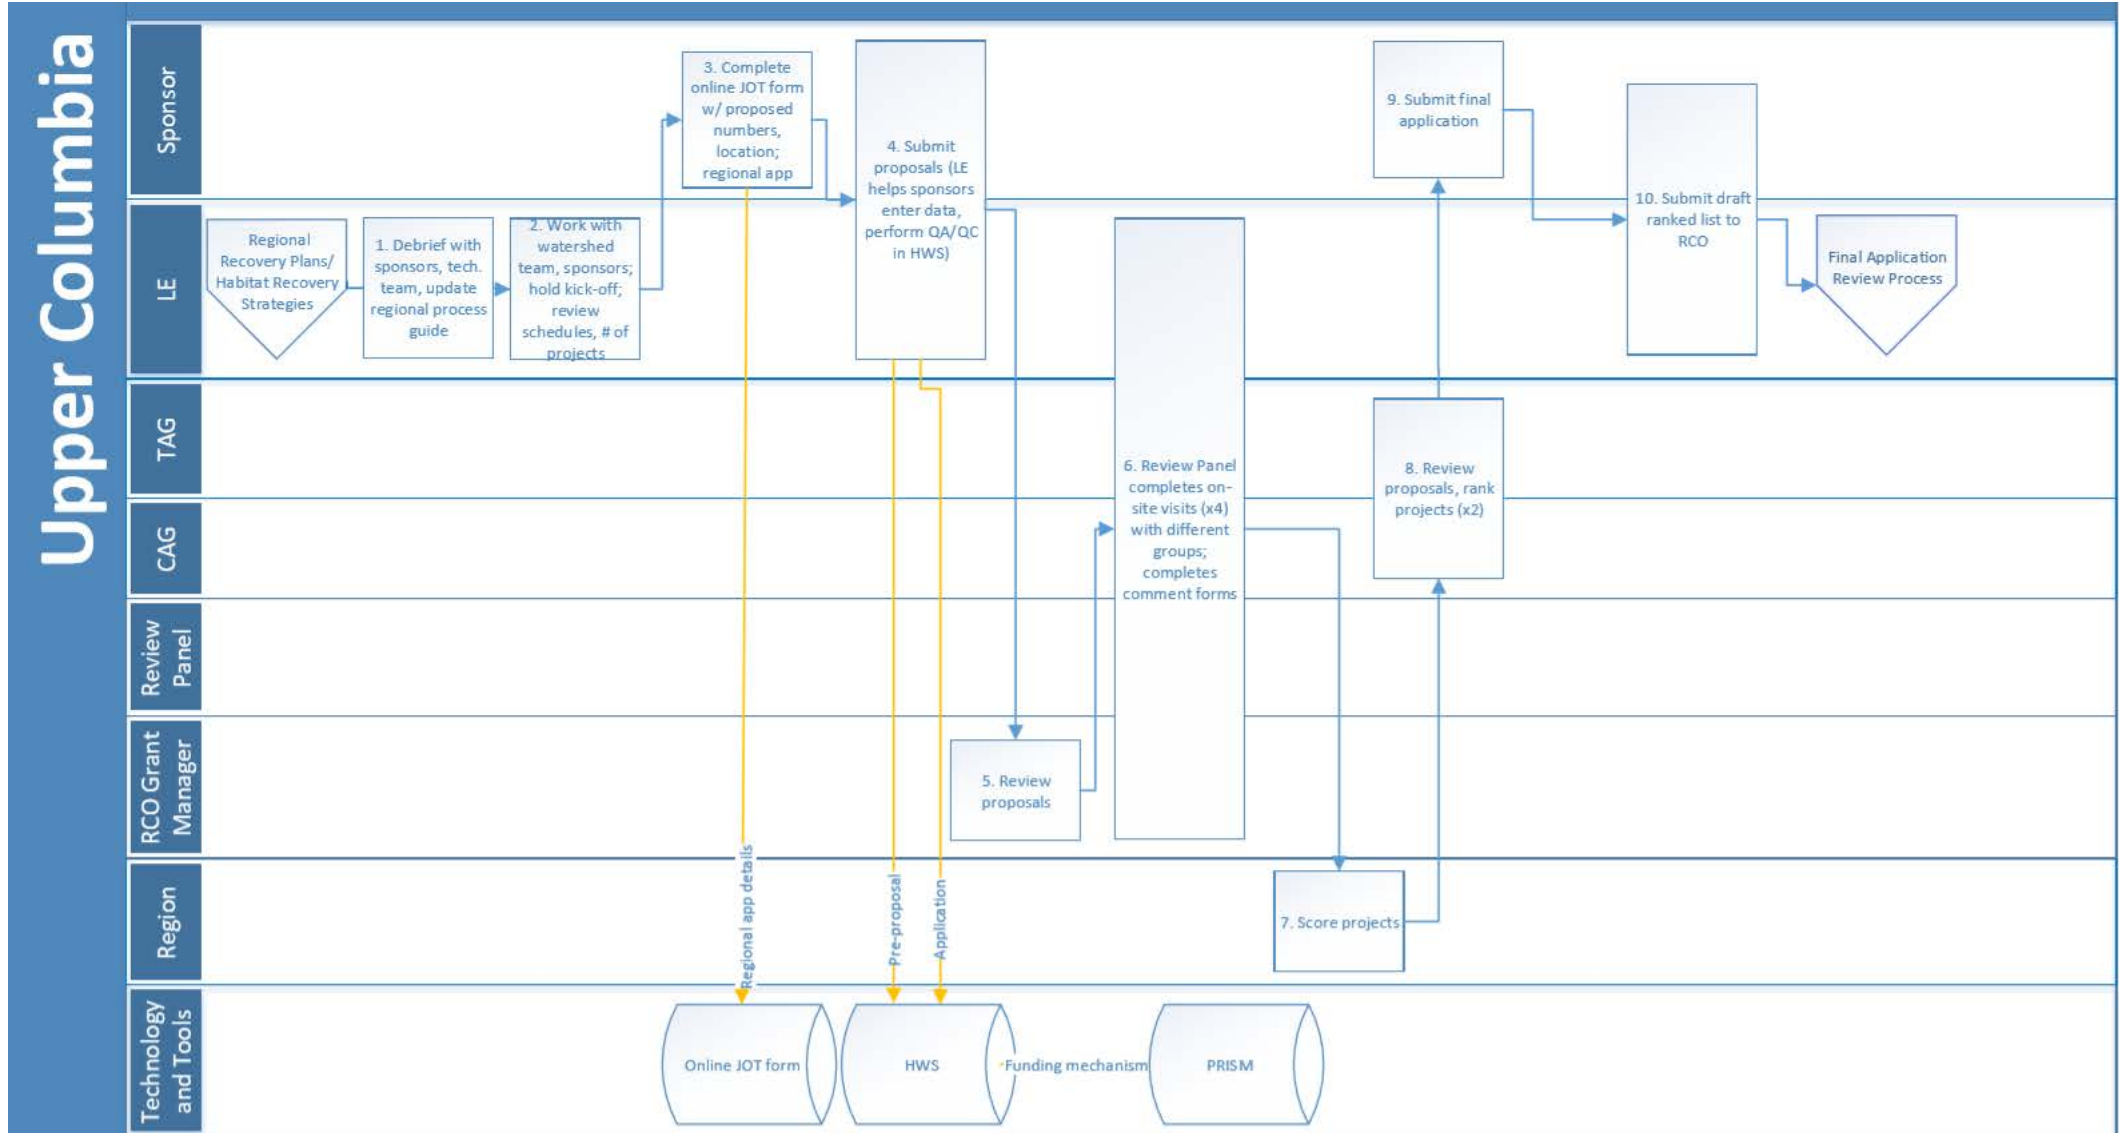 Upper Columbia
Sponsor
LE
TAG
CAG
Review
Panel
RCO Grant
Manager
Region
Technology
and Tools
Regional
Recovery Plans/
Habitat Recovery
Strategies
1. Debrief with
sponsors, tech.
team, update
regional process
guide
2. Work with
watershed
team, sponsors;
hold kick-off;
review
schedules, # of
projects
3. Complete
online JOT form
w/ proposed
numbers,
location;
regional app
4. Submit
proposals (LE
helps sponsors
enter data,
perform QA/QC
in HWS)
5. Review
proposals
6. Review Panel
completes on-
site visits (x4)
with different
groups;
completes
comment forms
7. Score projects
8. Review
proposals, rank
projects (x2)
9. Submit final
application
10. Submit draft
ranked list to
RCO
Final Application
Review Process
Regional app details
Pre-proposal
Application
Online JOT form
HWS
Funding mechanism
PRISM